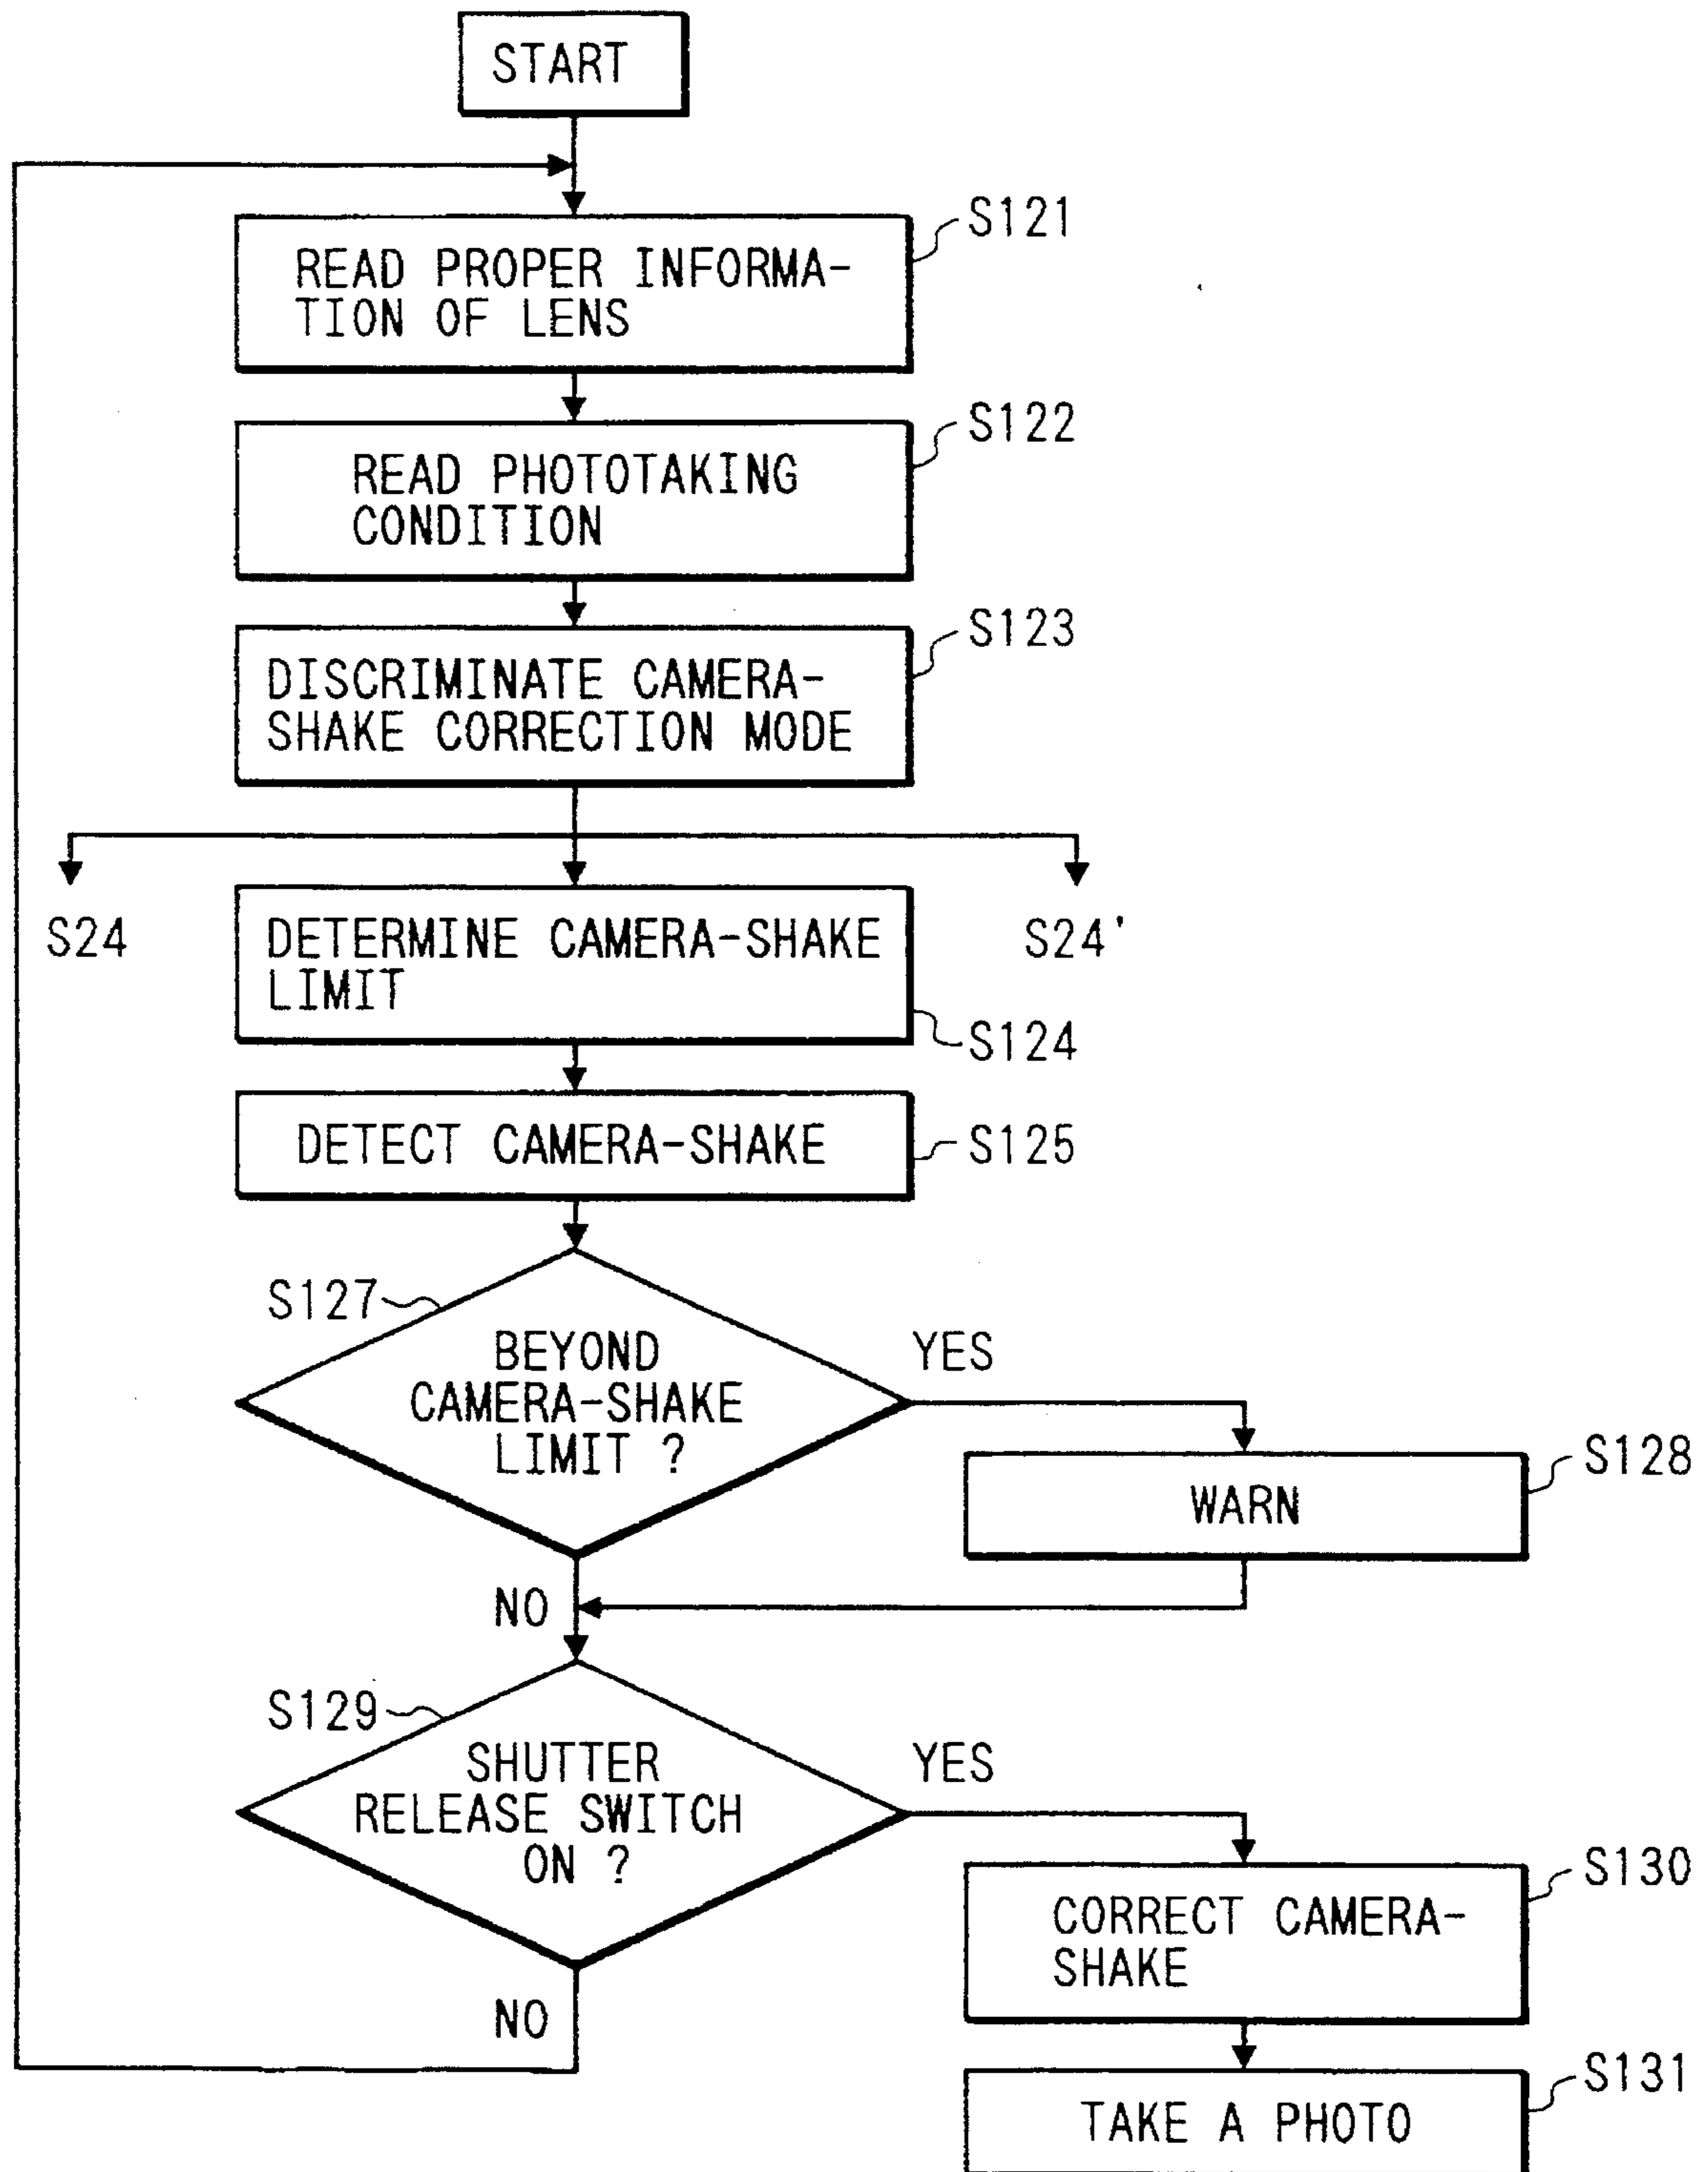 START
S121
READ PROPER INFORMA-
TION OF LENS
S122
READ PHOTOTAKING
CONDITION
S123
DISCRIMINATE CAMERA-
SHAKE CORRECTION MODE
S24
DETERMINE CAMERA-SHAKE
LIMIT
S24'
S124
DETECT CAMERA-SHAKE
S125
S127
BEYOND
CAMERA-SHAKE
LIMIT ?
YES
S128
WARN
NO
S129
SHUTTER
RELEASE SWITCH
ON ?
YES
S130
CORRECT CAMERA-
SHAKE
NO
S131
TAKE A PHOTO